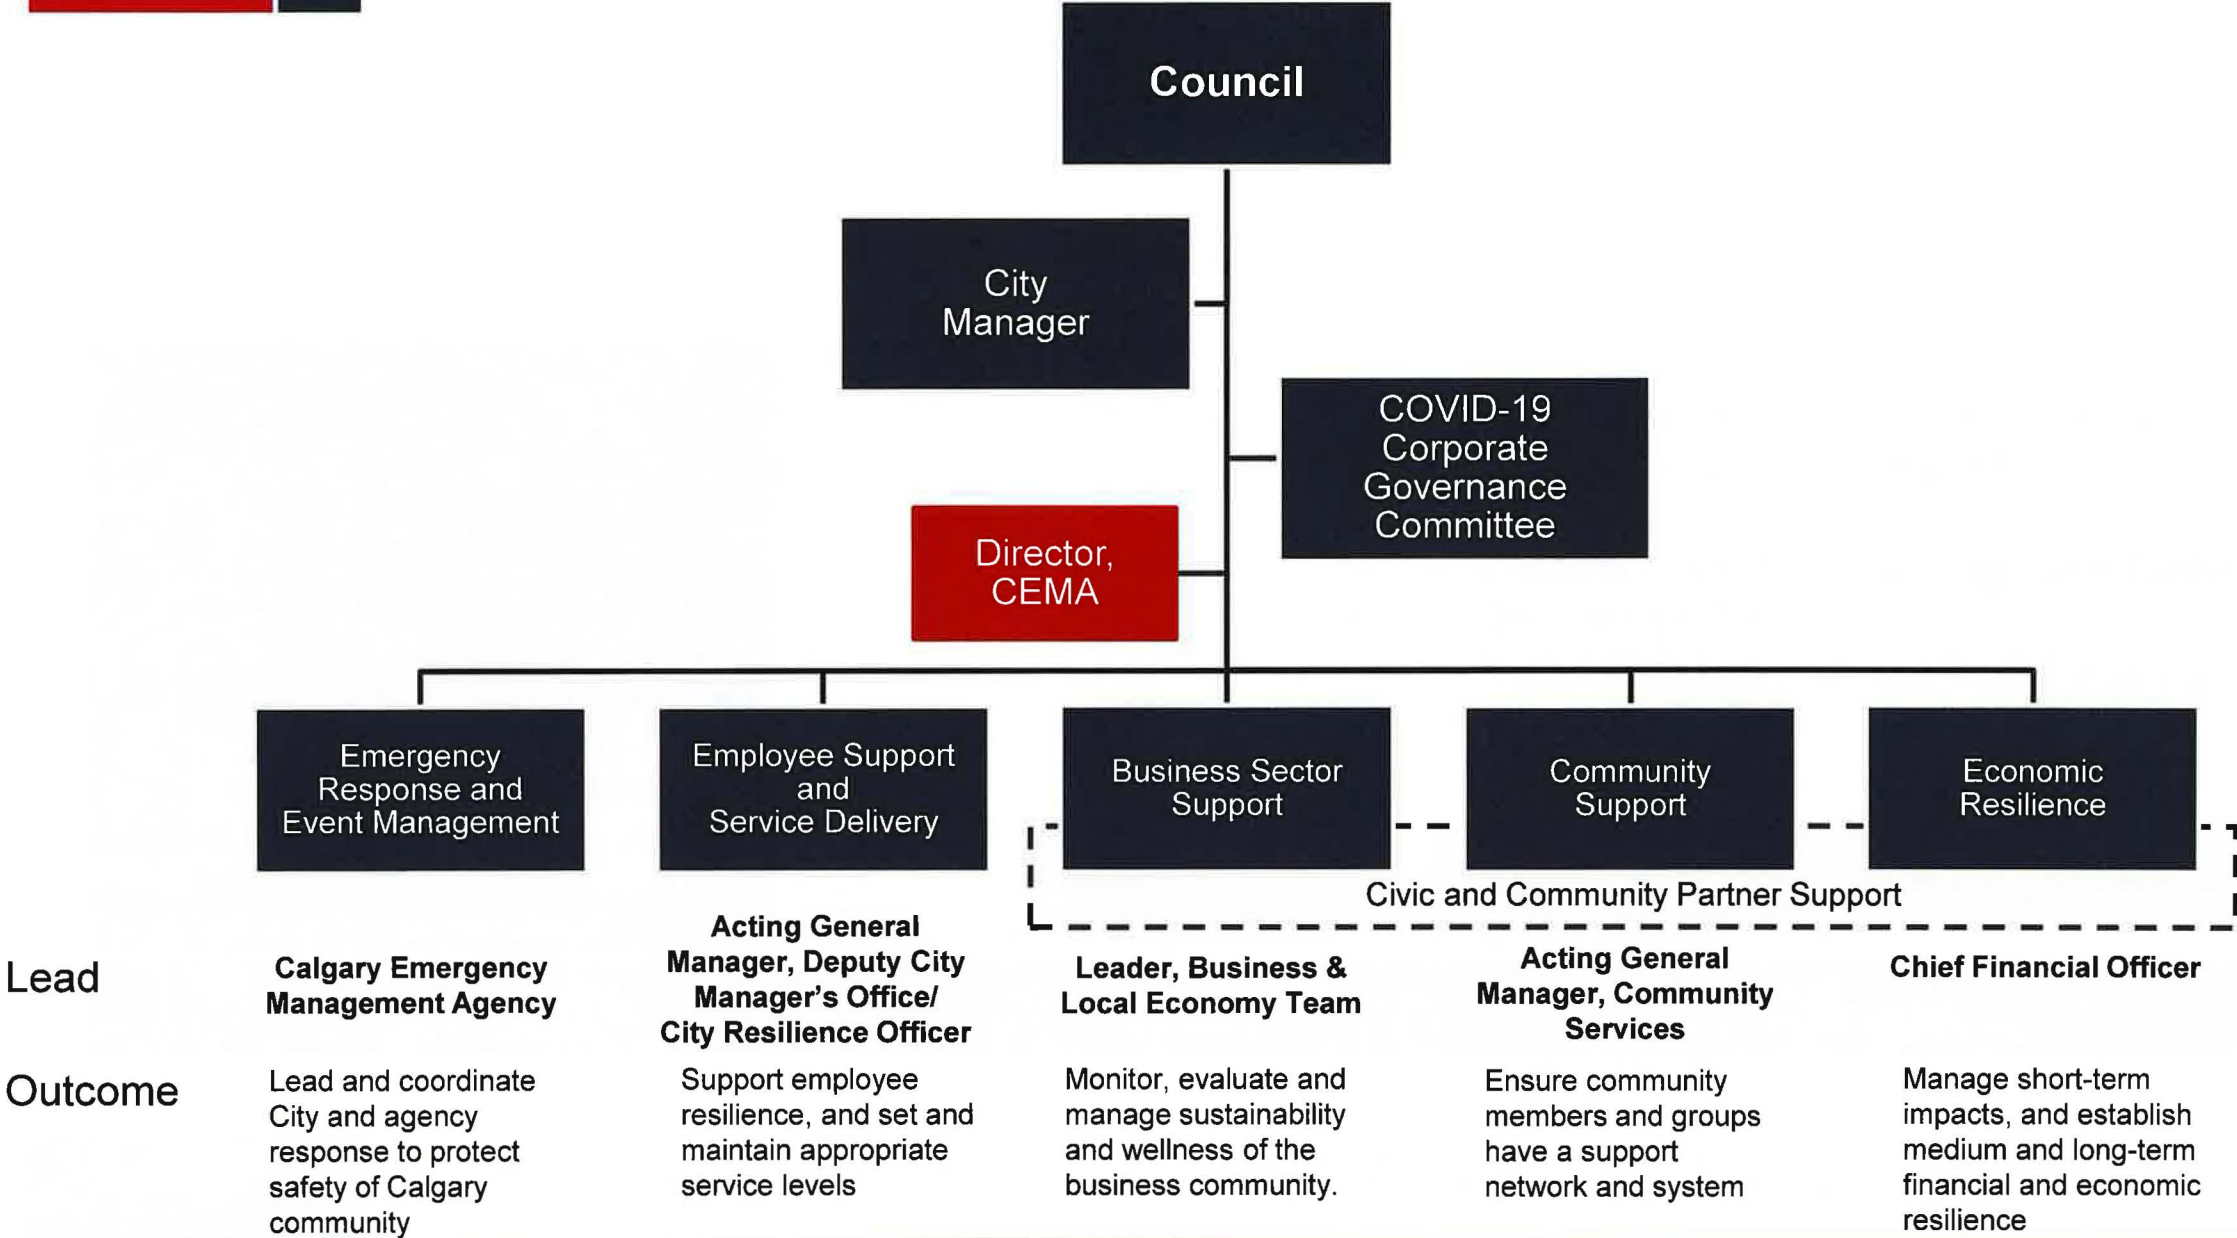 Council
City
Manager
COVID-19
Corporate
Governance
Committee
Director,
CEMA
Emergency
Response and
Event Management
Employee Support
and
Service Delivery
Business Sector
Support
Community
Support
Economic
Resilience
Civic and Community Partner Support
Lead
Calgary Emergency
Management Agency
Acting General
Manager, Deputy City
Manager's Office/
City Resilience Officer
Leader, Business &
Local Economy Team
Acting General
Manager, Community
Services
Chief Financial Officer
Outcome
Lead and coordinate
City and agency
response to protect
safety of Calgary
community
Support employee
resilience, and set and
maintain appropriate
service levels
Monitor, evaluate and
manage sustainability
and wellness of the
business community.
Ensure community
members and groups
have a support
network and system
Manage short-term
impacts, and establish
medium and long-term
financial and economic
resilience